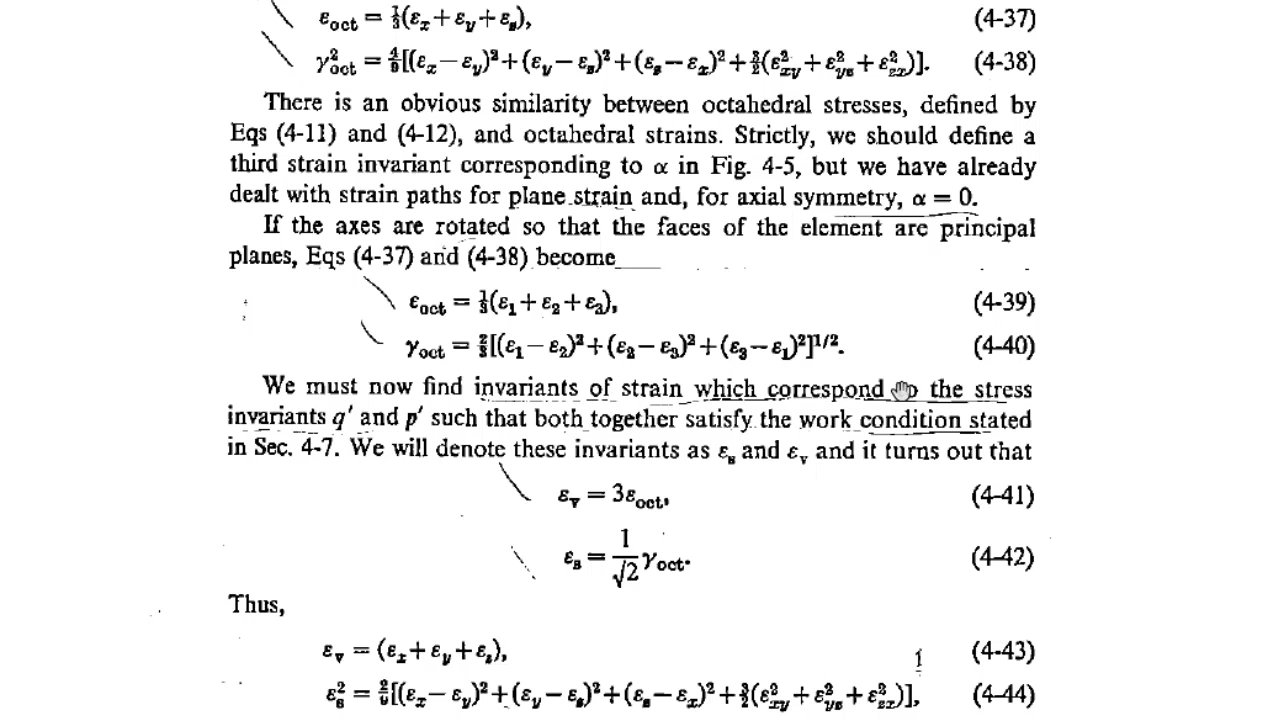 ε_oct = ⅓(ε_x+ε_y+ε_z), (4-37)
γ²_oct = 4/9[(ε_x−ε_y)²+(ε_y−ε_z)²+(ε_z−ε_x)²+3/2(ε²_xy+ε²_yz+ε²_zx)]. (4-38)
There is an obvious similarity between octahedral stresses, defined by
Eqs (4-11) and (4-12), and octahedral strains. Strictly, we should define a
third strain invariant corresponding to α in Fig. 4-5, but we have already
dealt with strain paths for plane strain and, for axial symmetry, α = 0.
If the axes are rotated so that the faces of the element are principal
planes, Eqs (4-37) and (4-38) become
ε_oct = ⅓(ε₁+ε₂+ε₃), (4-39)
γ_oct = ⅔[(ε₁−ε₂)²+(ε₂−ε₃)²+(ε₃−ε₁)²]^1/2. (4-40)
We must now find invariants of strain which correspond the stress
invariants q′ and p′ such that both together satisfy the work condition stated
in Sec. 4-7. We will denote these invariants as ε_s and ε_v and it turns out that
ε_v = 3ε_oct, (4-41)
ε_s = 1/√2 γ_oct. (4-42)
Thus,
ε_v = (ε_x+ε_y+ε_z), (4-43)
ε²_s = 2/9[(ε_x−ε_y)²+(ε_y−ε_z)²+(ε_z−ε_x)²+3/2(ε²_xy+ε²_yz+ε²_zx)], (4-44)